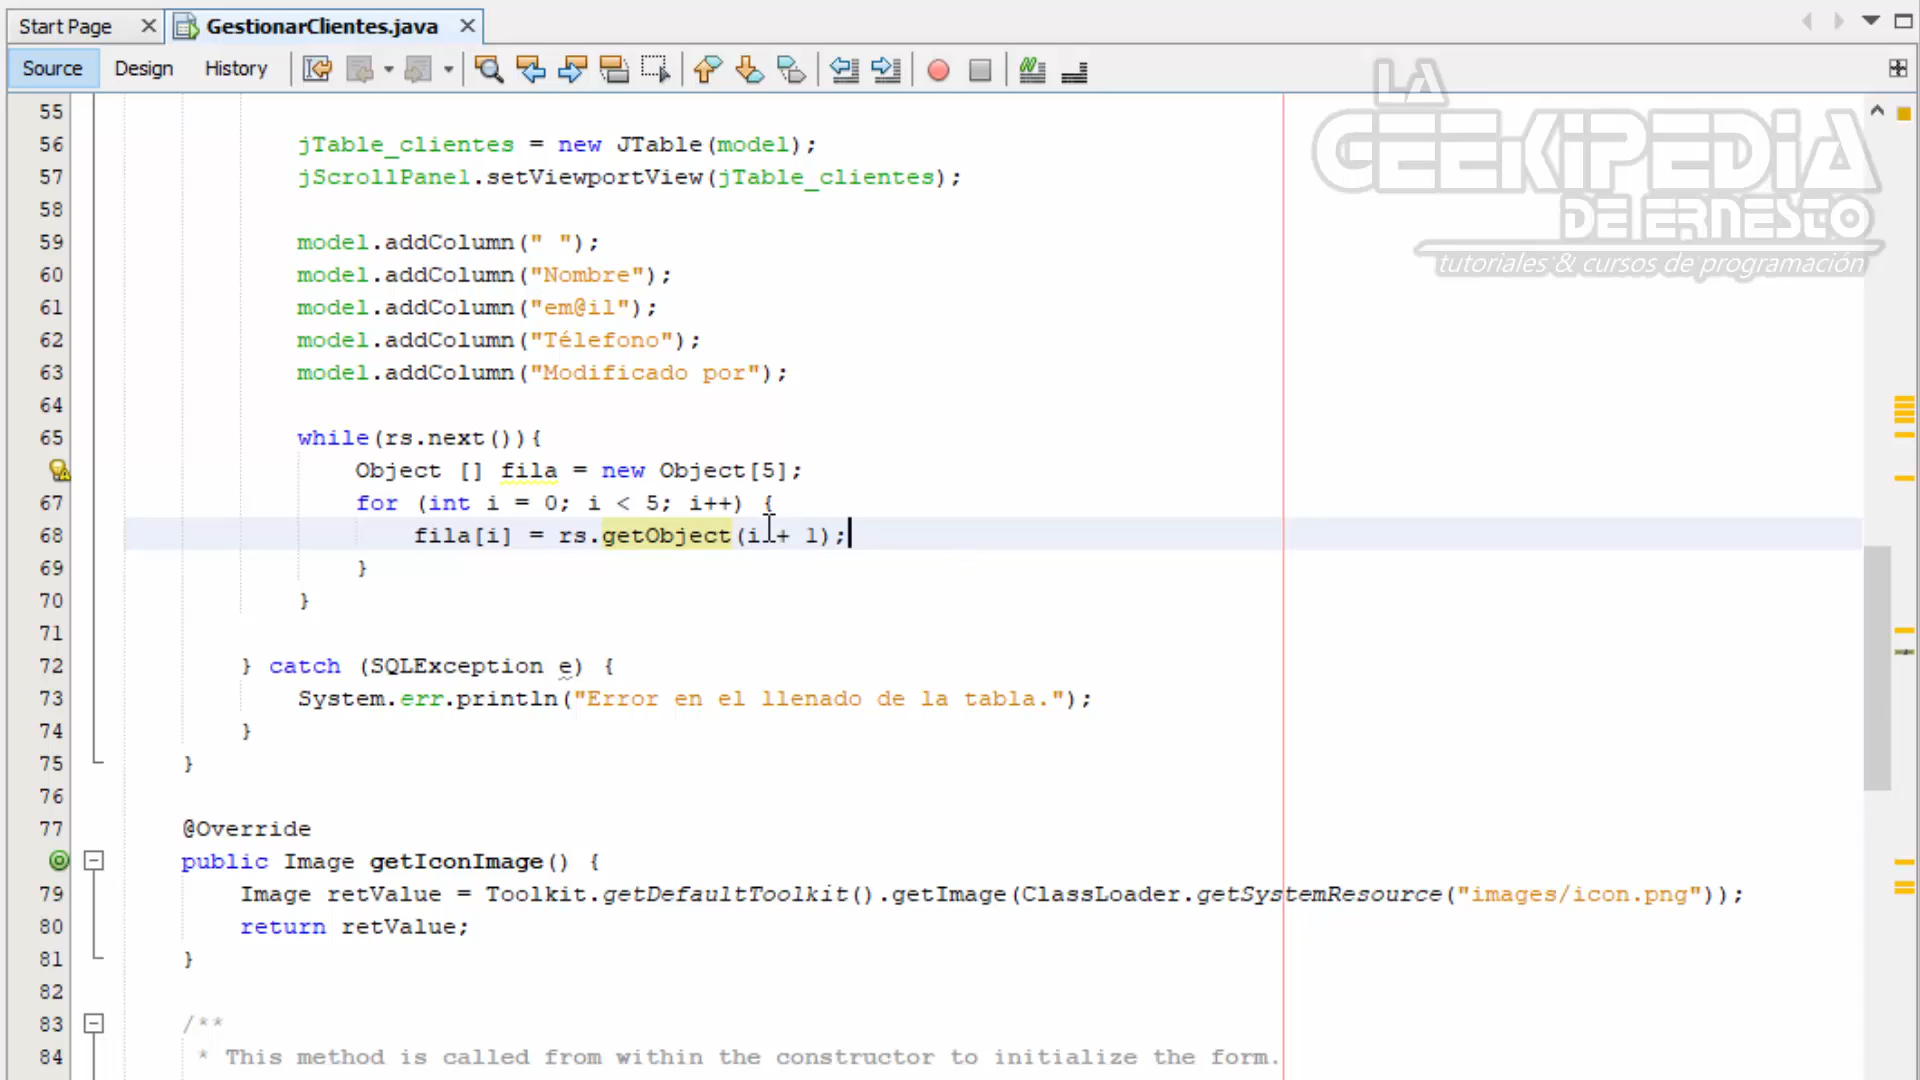 Start Page
GestionarClientes.java
Source Design History
LA
GEEKIPEDIA
DE ERNESTO
tutoriales & cursos de programación
55
56 jTable_clientes = new JTable(model);
57 jScrollPane1.setViewportView(jTable_clientes);
58
59 model.addColumn(" ");
60 model.addColumn("Nombre");
61 model.addColumn("em@il");
62 model.addColumn("Télefono");
63 model.addColumn("Modificado por");
64
65 while(rs.next()){
Object [] fila = new Object[5];
67 for (int i = 0; i < 5; i++) {
68 fila[i] = rs.getObject(i + 1);
69 }
70 }
71
72 } catch (SQLException e) {
73 System.err.println("Error en el llenado de la tabla.");
74 }
75 }
76
77 @Override
public Image getIconImage() {
79 Image retValue = Toolkit.getDefaultToolkit().getImage(ClassLoader.getSystemResource("images/icon.png"));
80 return retValue;
81 }
82
83 /**
84 * This method is called from within the constructor to initialize the form.